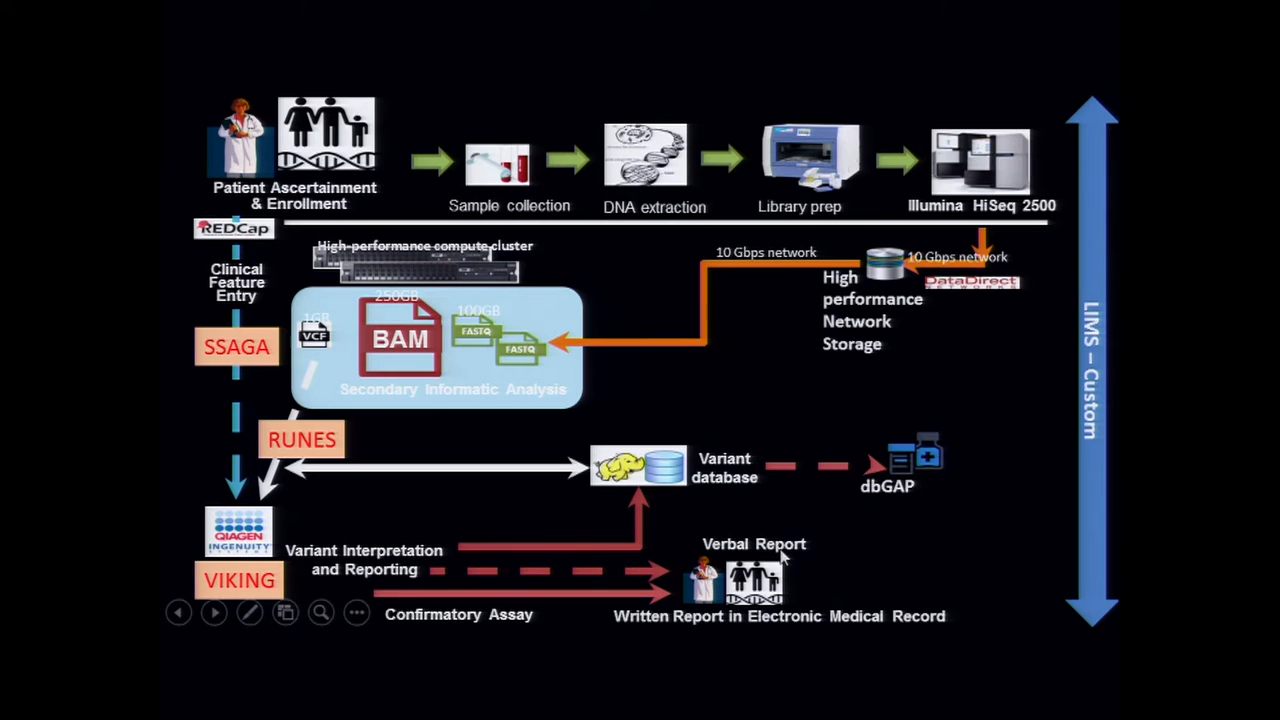 Patient Ascertainment
& Enrollment
Sample collection
DNA extraction
Library prep
Illumina HiSeq 2500
REDCap
High-performance compute cluster
10 Gbps network
10 Gbps network
DataDirect
High
performance
Network
Storage
Clinical
Feature
Entry
SSAGA
1GB
VCF
250GB
BAM
100GB
FASTQ
FASTQ
Secondary Informatic Analysis
LIMS – Custom
RUNES
Variant
database
dbGAP
QIAGEN
INGENUITY
Variant Interpretation
and Reporting
VIKING
Verbal Report
Confirmatory Assay
Written Report in Electronic Medical Record